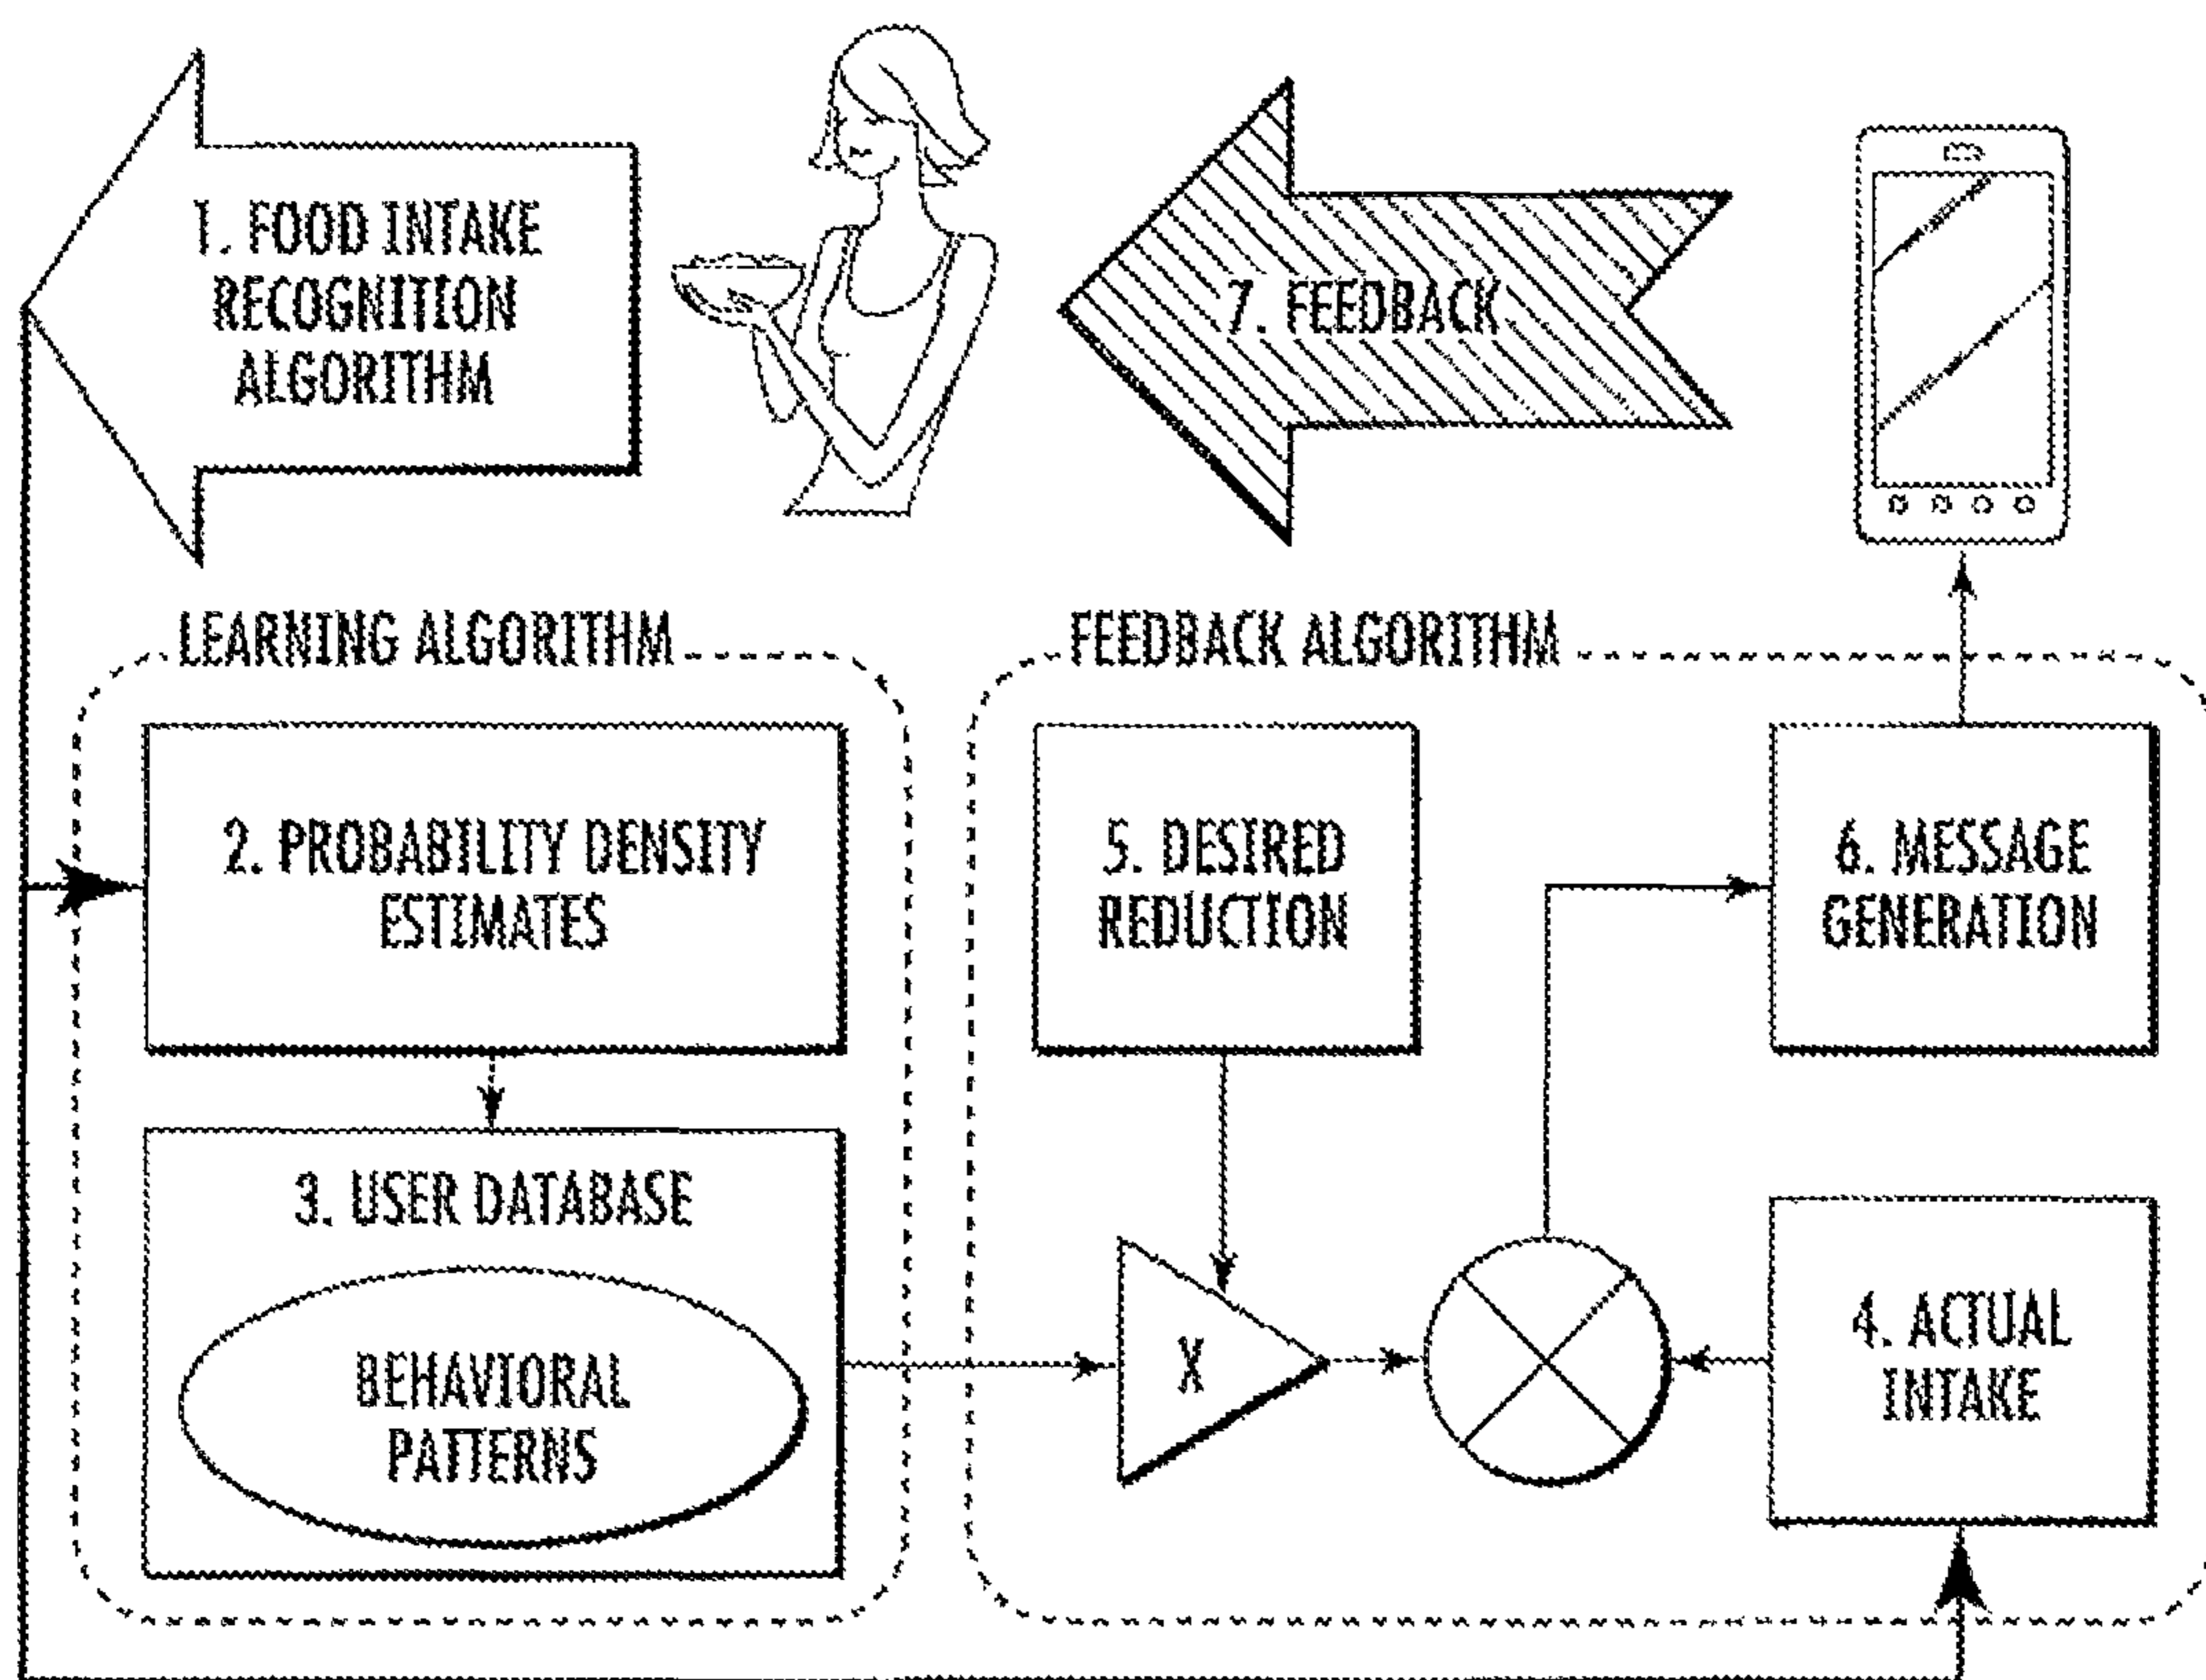 1. FOOD INTAKE
RECOGNITION
ALGORITHM
7. FEEDBACK
LEARNING ALGORITHM
2. PROBABILITY DENSITY
ESTIMATES
3. USER DATABASE
BEHAVIORAL
PATTERNS
FEEDBACK ALGORITHM
5. DESIRED
REDUCTION
X
6. MESSAGE
GENERATION
4. ACTUAL
INTAKE